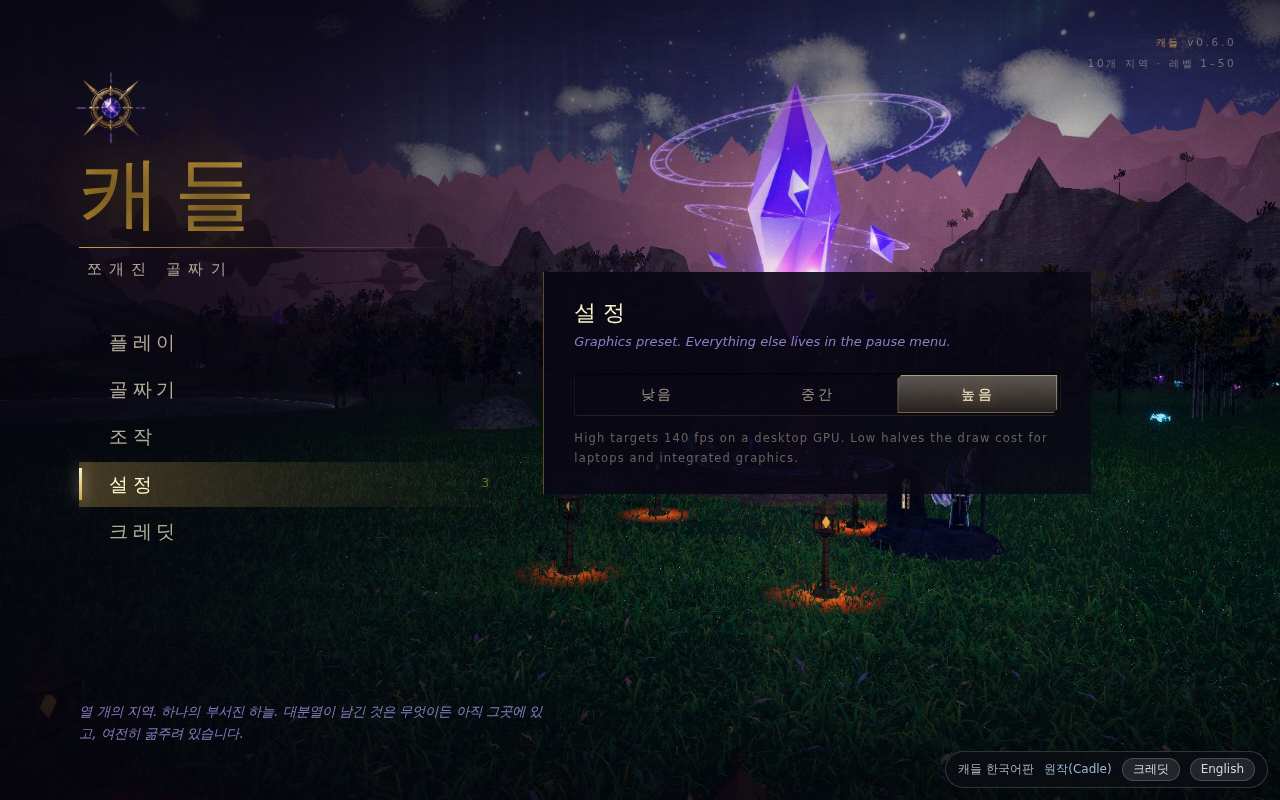 캐들 v0.6.0
10개 지역 · 레벨 1–50
캐들
쪼개진 골짜기
플레이
골짜기
조작
설정 3
크레딧
설정
Graphics preset. Everything else lives in the pause menu.
낮음 중간 높음
High targets 140 fps on a desktop GPU. Low halves the draw cost for
laptops and integrated graphics.
열 개의 지역. 하나의 부서진 하늘. 대분열이 남긴 것은 무엇이든 아직 그곳에 있
고, 여전히 굶주려 있습니다.
캐들 한국어판 원작(Cadle) 크레딧 English